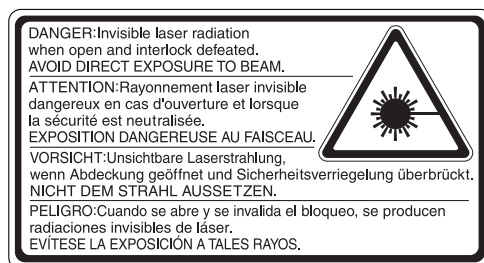 DANGER:Invisible laser radiation
when open and interlock defeated.
AVOID DIRECT EXPOSURE TO BEAM.
ATTENTION:Rayonnement laser invisible
dangereux en cas d'ouverture et lorsque
la sécurité est neutralisée.
EXPOSITION DANGEREUSE AU FAISCEAU.
VORSICHT:Unsichtbare Laserstrahlung,
wenn Abdeckung geöffnet und Sicherheitsverriegelung überbrückt.
NICHT DEM STRAHL AUSSETZEN.
PELIGRO:Cuando se abre y se invalida el bloqueo, se producen
radiaciones invisibles de láser.
EVÍTESE LA EXPOSICIÓN A TALES RAYOS.